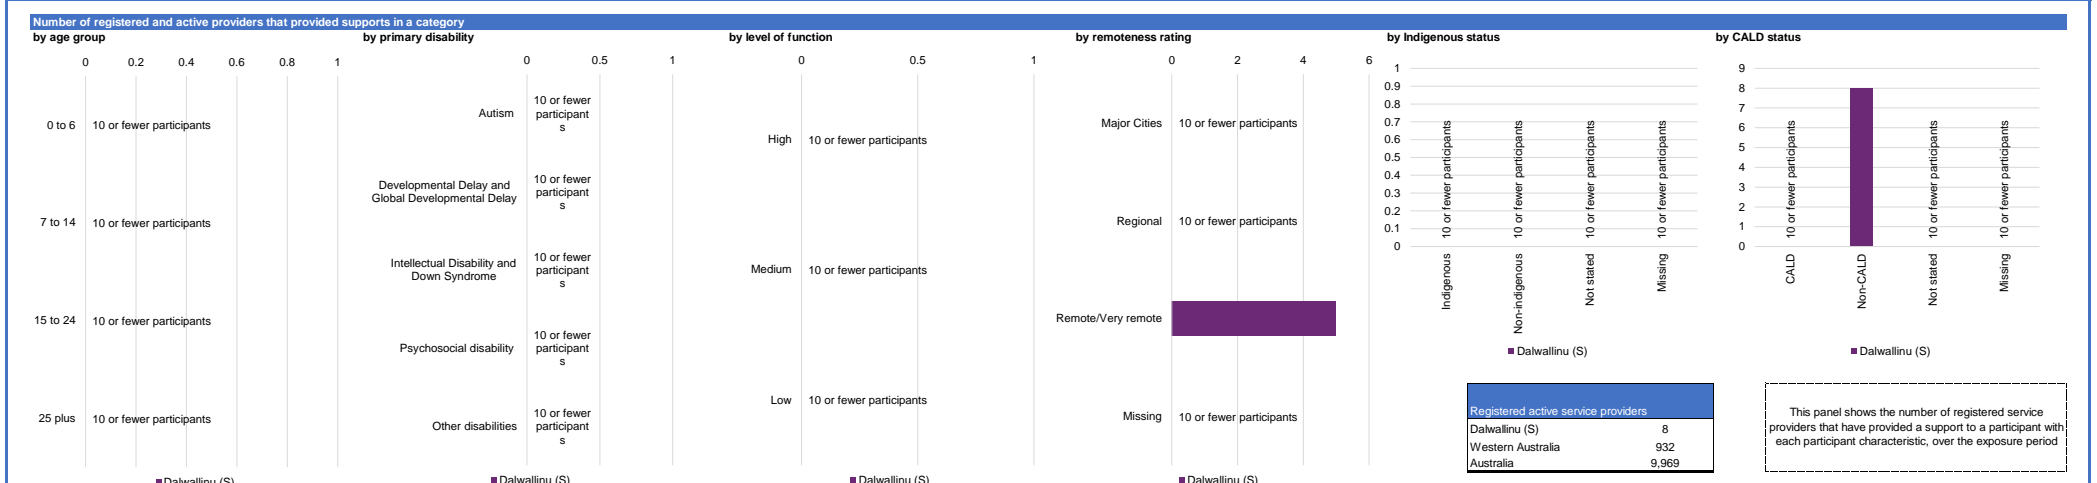 Number of registered and active providers that provided supports in a category
by age group
0 0.2 0.4 0.6 0.8 1
0 to 6 10 or fewer participants
7 to 14 10 or fewer participants
15 to 24 10 or fewer participants
25 plus 10 or fewer participants
Dalwallinu (S)
by primary disability
0 0.5 1
Autism
10 or fewer
participant
s
Developmental Delay and
Global Developmental Delay
10 or fewer
participant
s
Intellectual Disability and
Down Syndrome
10 or fewer
participant
s
Psychosocial disability
10 or fewer
participant
s
Other disabilities
10 or fewer
participant
s
Dalwallinu (S)
by level of function
0 0.5 1
High 10 or fewer participants
Medium 10 or fewer participants
Low 10 or fewer participants
Dalwallinu (S)
by remoteness rating
0 2 4 6
Major Cities 10 or fewer participants
Regional 10 or fewer participants
Remote/Very remote
Missing 10 or fewer participants
Dalwallinu (S)
by Indigenous status
1
0.9
0.8
0.7
0.6
0.5
0.4
0.3
0.2
0.1
0
10 or fewer participants
10 or fewer participants
10 or fewer participants
10 or fewer participants
Indigenous
Non-indigenous
Not stated
Missing
Dalwallinu (S)
by CALD status
9
8
7
6
5
4
3
2
1
0
10 or fewer participants
10 or fewer participants
10 or fewer participants
CALD
Non-CALD
Not stated
Missing
Dalwallinu (S)
Registered active service providers
Dalwallinu (S) 8
Western Australia 932
Australia 9,969
This panel shows the number of registered service
providers that have provided a support to a participant with
each participant characteristic, over the exposure period